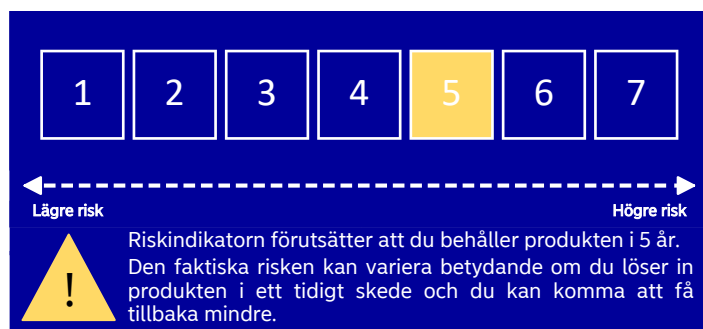 1 2 3 4 5 6 7
Lägre risk Högre risk
Riskindikatorn förutsätter att du behåller produkten i 5 år.
Den faktiska risken kan variera betydande om du löser in
produkten i ett tidigt skede och du kan komma att få
tillbaka mindre.
!